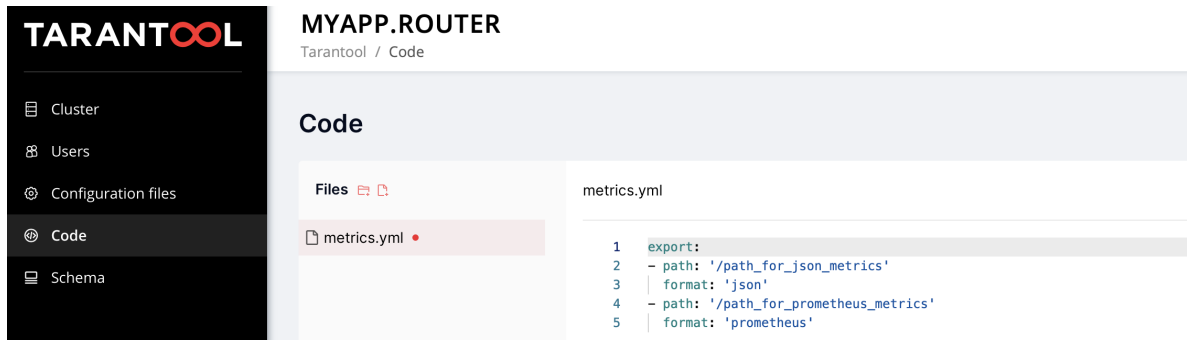 TARANTOOL
Cluster
Users
Configuration files
Code
Schema
MYAPP.ROUTER
Tarantool / Code
Code
Files
metrics.yml
metrics.yml
1 export:
2 - path: '/path_for_json_metrics'
3 format: 'json'
4 - path: '/path_for_prometheus_metrics'
5 format: 'prometheus'